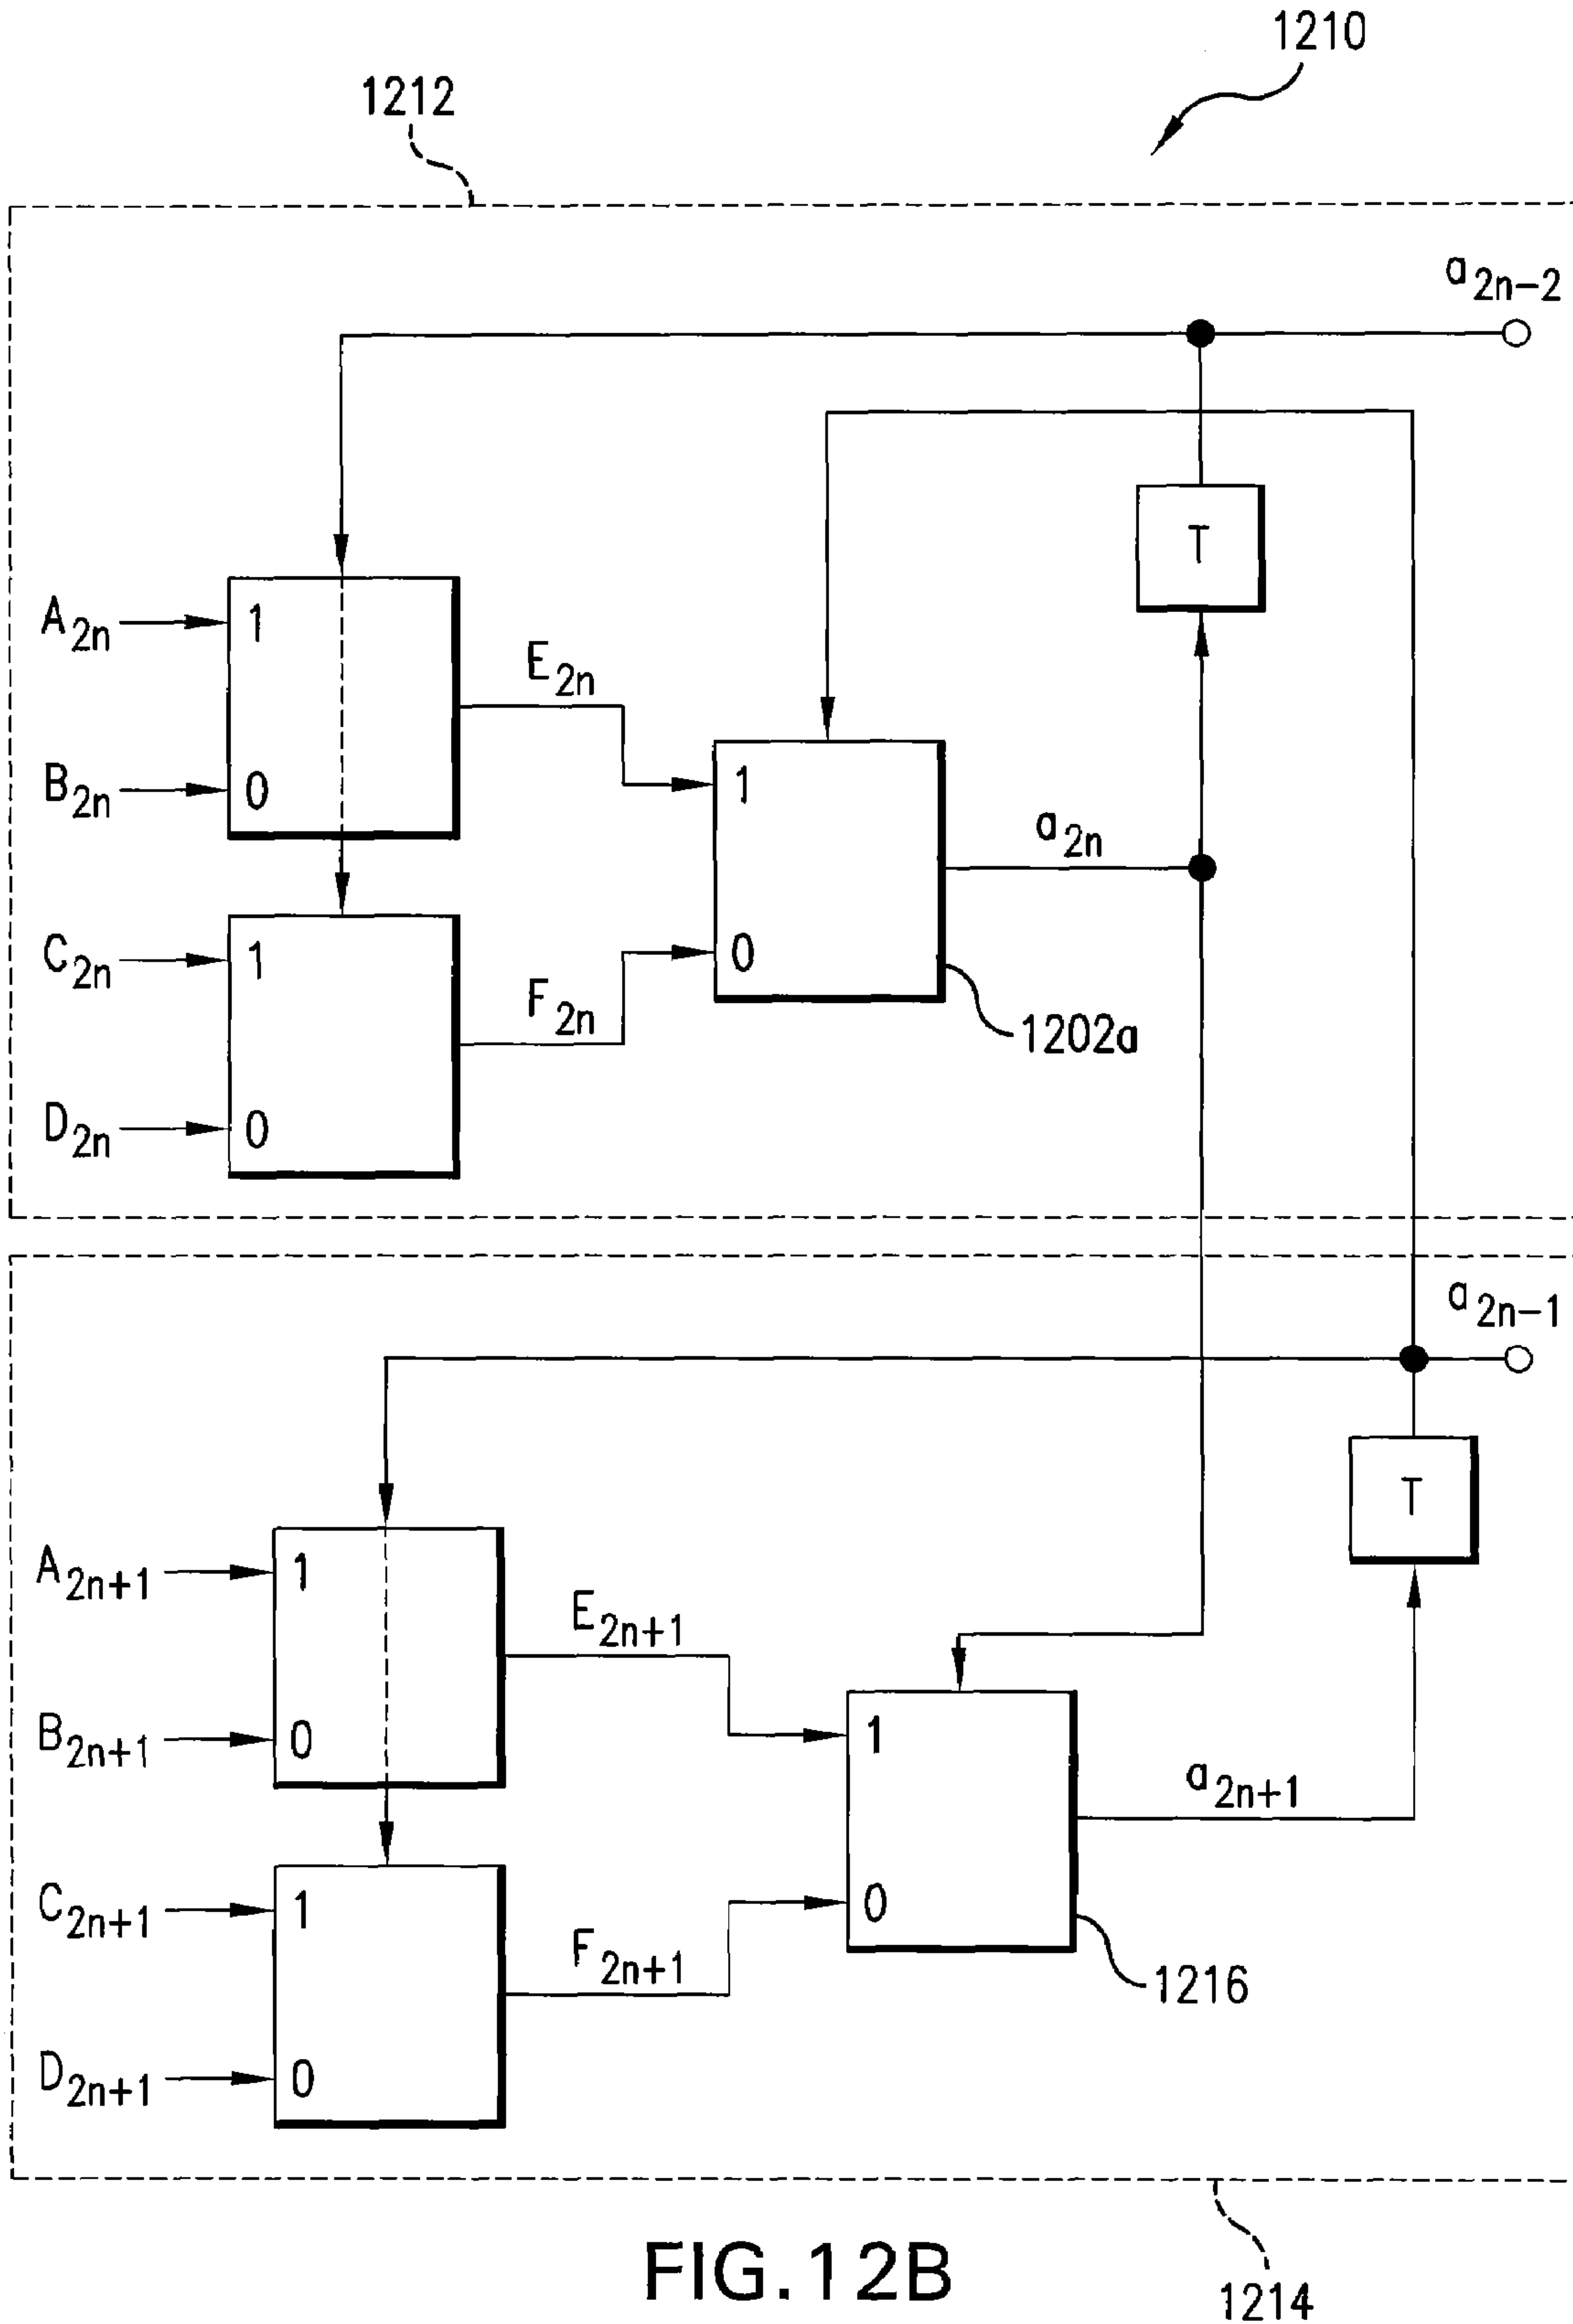 1210
1212
a2n-2
T
A2n
1
E2n
B2n
0
1
a2n
C2n
1
0
F2n
1202a
D2n
0
a2n-1
T
A2n+1
1
E2n+1
B2n+1
0
1
a2n+1
C2n+1
1
0
F2n+1
1216
D2n+1
0
FIG.12B
1214